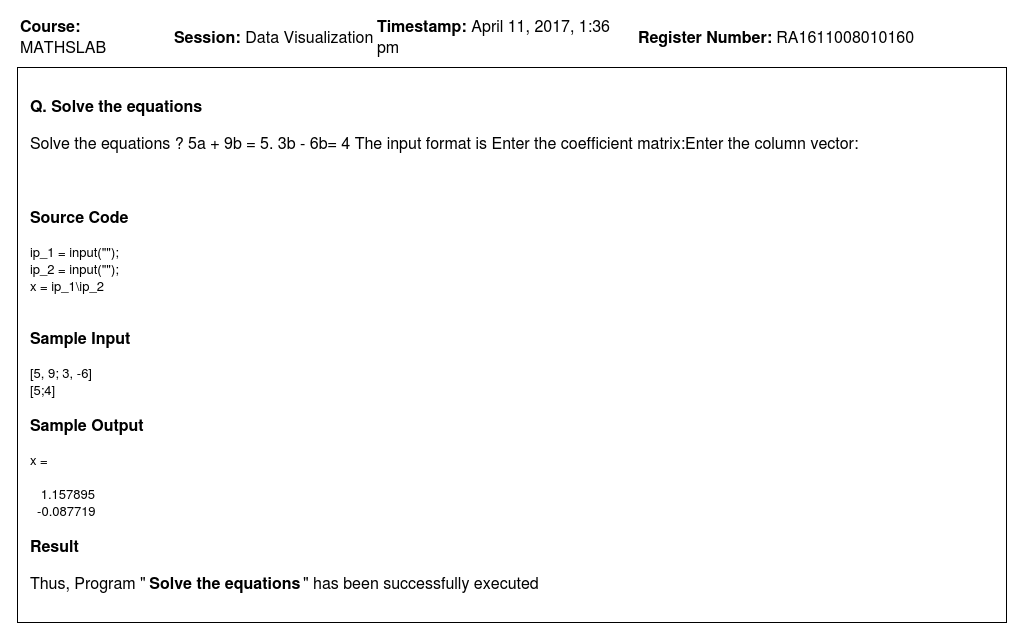 Course:
MATHSLAB
Session: Data Visualization
Timestamp: April 11, 2017, 1:36
pm
Register Number: RA1611008010160
Q. Solve the equations
Solve the equations ? 5a + 9b = 5. 3b - 6b= 4 The input format is Enter the coefficient matrix:Enter the column vector:
Source Code
ip_1 = input("");
ip_2 = input("");
x = ip_1\ip_2
Sample Input
[5, 9; 3, -6]
[5;4]
Sample Output
x =
1.157895
-0.087719
Result
Thus, Program " Solve the equations " has been successfully executed